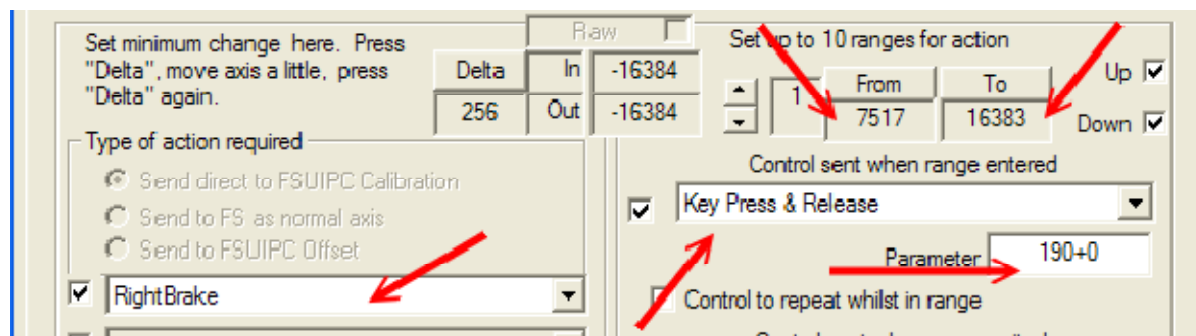 Set minimum change here. Press
"Delta", move axis a little, press
"Delta" again.
Raw
Delta
In
-16384
256
Out
-16384
Type of action required
Send direct to FSUIPC Calibration
Send to FS as normal axis
Send to FSUIPC Offset
RightBrake
Set up to 10 ranges for action
1
From
To
Up
7517
16383
Down
Control sent when range entered
Key Press & Release
Parameter
190+0
Control to repeat whilst in range